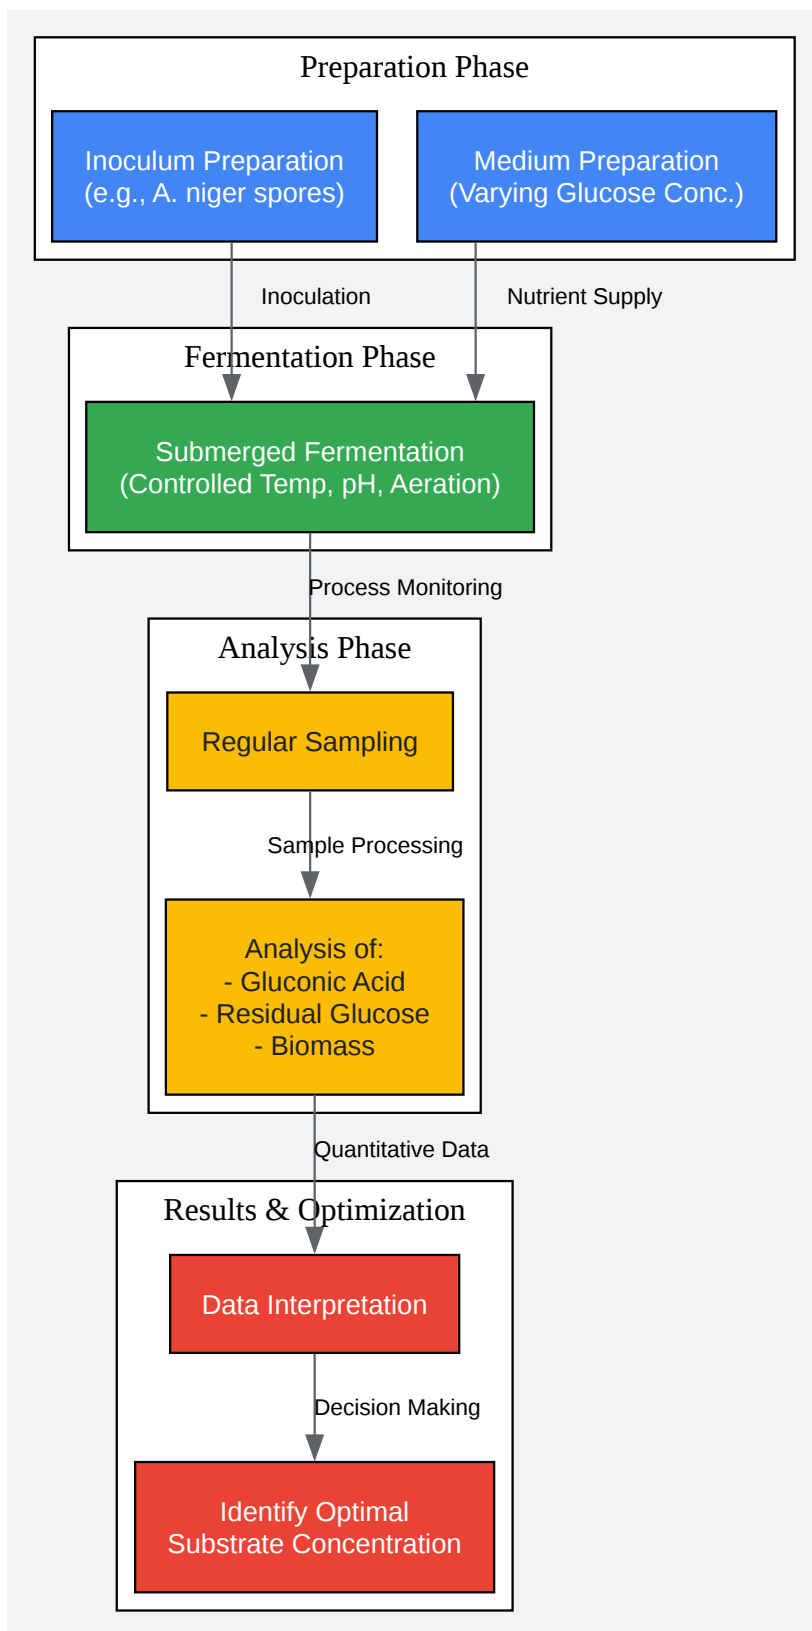 Preparation Phase
Inoculum Preparation
(e.g., A. niger spores)
Medium Preparation
(Varying Glucose Conc.)
Inoculation
Nutrient Supply
Fermentation Phase
Submerged Fermentation
(Controlled Temp, pH, Aeration)
Process Monitoring
Analysis Phase
Regular Sampling
Sample Processing
Analysis of:
- Gluconic Acid
- Residual Glucose
- Biomass
Quantitative Data
Results & Optimization
Data Interpretation
Decision Making
Identify Optimal
Substrate Concentration